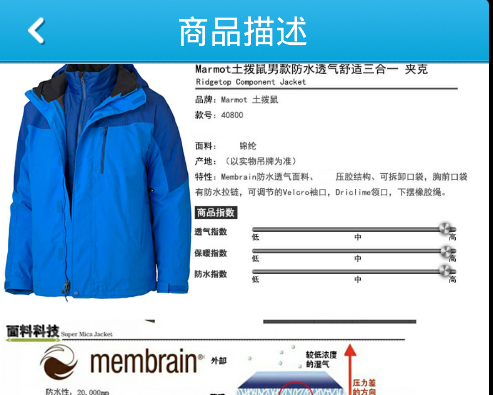 商品描述
Marmot土拨鼠男款防水透气舒适三合一 夹克
Ridgetop Component Jacket
品牌：Marmot 土拨鼠
款号：40800
面料： 锦纶
产地：（以实物吊牌为准）
特性：Membrain防水透气面料、 压胶结构、可拆卸口袋，胸前口袋
有防水拉链，可调节的Velcro袖口，Driclime领口，下摆橡胶绳。
商品指数
透气指数
低 中 高
保暖指数
低 中 高
防水指数
低 中 高
面料科技 Super Mica Jacket
membrain® 外部
较低浓度
的湿气
压力差
的方向
防水性：20,000mm